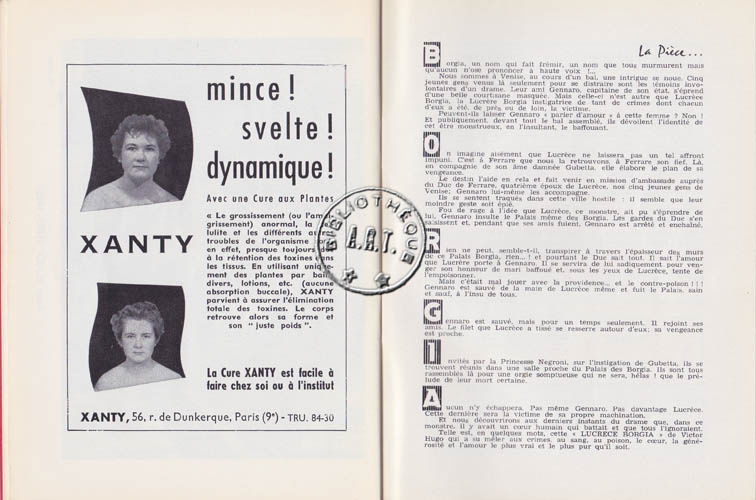 mince !
svelte !
dynamique !
Avec une Cure aux Plantes
XANTY
« Le grossissement (ou l'amai-
grissement) anormal, la
lulite et les différents
troubles de l'organisme
en effet, presque toujours
à la rétention des toxines dans
les tissus. En utilisant unique-
ment des plantes par
divers, lotions, etc. (aucune
absorption buccale), XANTY
parvient à assurer l'élimination
totale des toxines. Le corps
retrouve alors sa forme et
son " juste poids ".
La Cure XANTY est facile à
faire chez soi ou à l'institut
XANTY, 56, r. de Dunkerque, Paris (9e) - TRU. 84-30
BIBLIOTHÈQUE
A.R.T.
La Pièce...
Borgia, un nom qui fait frémir, un nom que tous murmurent mais
qu'aucun n'ose prononcer à haute voix !...
Nous sommes à Venise, au cours d'un bal, une intrigue se noue. Cinq
jeunes gens venus là seulement pour se distraire sont les témoins invo-
lontaires d'un drame. Leur ami Gennaro, capitaine de son état, s'éprend
d'une belle courtisane masquée. Mais celle-ci n'est autre que Lucrèce
Borgia, la Lucrèce Borgia instigatrice de tant de crimes dont chacun
d'eux a été, de près ou de loin, la victime.
Peuvent-ils laisser Gennaro « parler d'amour » à cette femme ? Non !
Et publiquement, devant tout le bal assemblé, ils dévoilent l'identité de
cet être monstrueux, en l'insultant, le bafouant.
On imagine aisément que Lucrèce ne laissera pas un tel affront
impuni. C'est à Ferrare que nous la retrouvons, à Ferrare son fief. Là,
en compagnie de son âme damnée Gubetta, elle élabore le plan de sa
vengeance.
Le destin l'aide en cela et fait venir en mission d'ambassade auprès
du Duc de Ferrare, quatrième époux de Lucrèce, nos cinq jeunes gens de
Venise; Gennaro lui-même les accompagne.
Ils se sentent traqués dans cette ville hostile : il semble que leur
moindre geste soit épié.
Fou de rage à l'idée que Lucrèce, ce monstre, ait pu s'éprendre de
lui, Gennaro insulte le Palais même des Borgia. Les gardes du Duc s'en
saisissent et, pendant que ses amis fuient, Gennaro est arrêté et enchaîné.
Rien ne peut, semble-t-il, transpirer à travers l'épaisseur des murs
de ce Palais Borgia, rien...! et pourtant le Duc sait tout. Il sait l'amour
que Lucrèce porte à Gennaro. Il se servira de lui sadiquement pour ven-
ger son honneur de mari bafoué et, sous les yeux de Lucrèce, tente de
l'empoisonner.
Mais c'était mal jouer avec la providence... et le contre-poison ! ! !
Gennaro est sauvé de la main de Lucrèce même et fuit le Palais, sain
et sauf, à l'insu de tous.
Gennaro est sauvé, mais pour un temps seulement. Il rejoint ses
amis. Le filet que Lucrèce a tissé se resserre autour d'eux; sa vengeance
est proche.
Invités par la Princesse Negroni, sur l'instigation de Gubetta, ils se
trouvent réunis dans une salle proche du Palais des Borgia. Ils sont tous
rassemblés là pour une orgie somptueuse qui ne sera, hélas ! que le pré-
lude de leur mort certaine.
Aucun n'y échappera. Pas même Gennaro. Pas davantage Lucrèce.
Cette dernière sera la victime de sa propre machination.
Et nous découvrirons aux derniers instants du drame que, dans ce
monstre, il y avait un cœur humain qui battait et que tous l'ignoraient.
Telle est, en quelques mots, cette « LUCRECE BORGIA » de Victor
Hugo qui a su mêler aux crimes, au sang, au poison, le cœur, la géné-
rosité et l'amour le plus vrai et le plus pur qu'il soit.